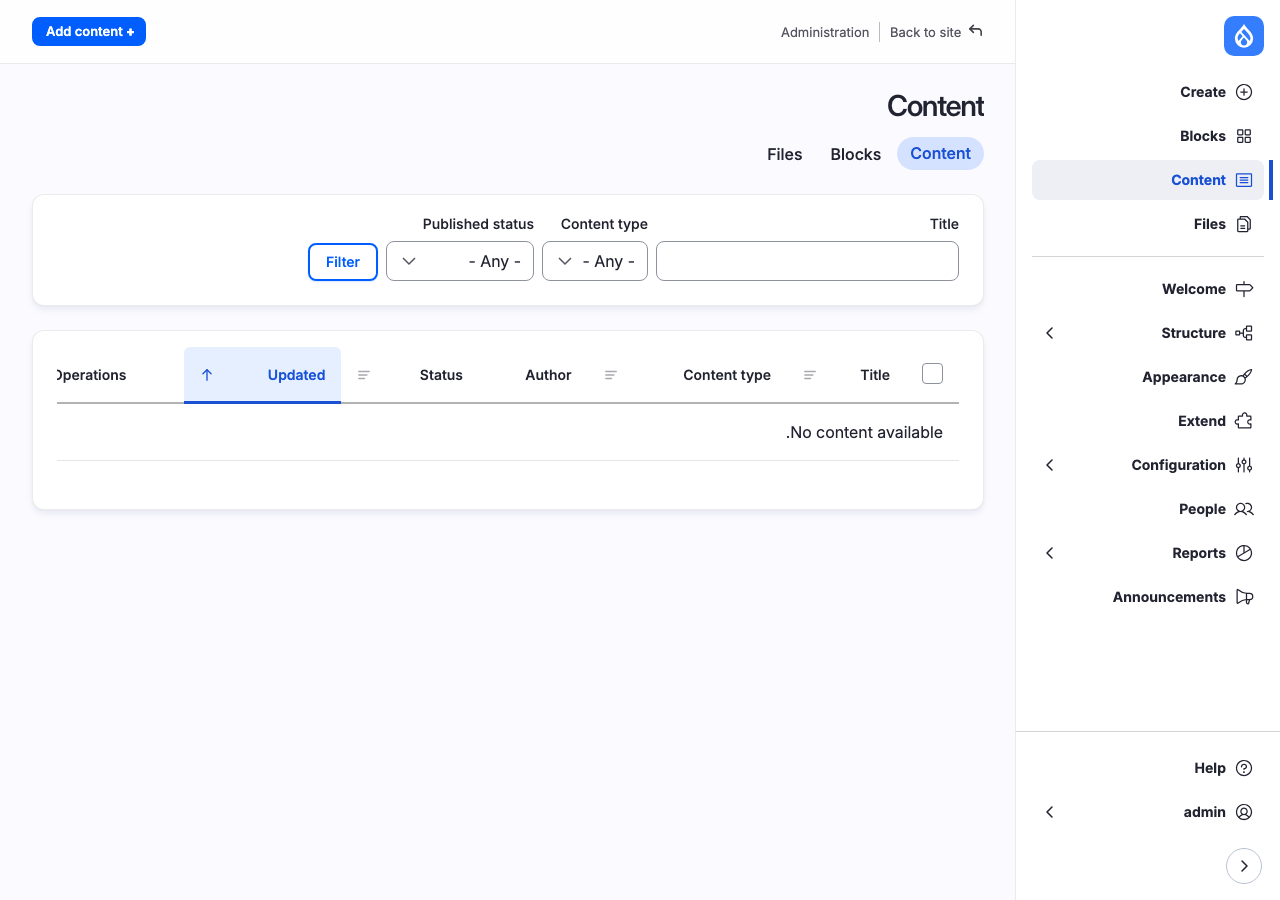 Add content +
Administration
Back to site
Content
Content
Blocks
Files
Title
Content type
Published status
- Any -
- Any -
Filter
Title
Content type
Author
Status
Updated
Operations
.No content available
Create
Blocks
Content
Files
Welcome
Structure
Appearance
Extend
Configuration
People
Reports
Announcements
Help
admin